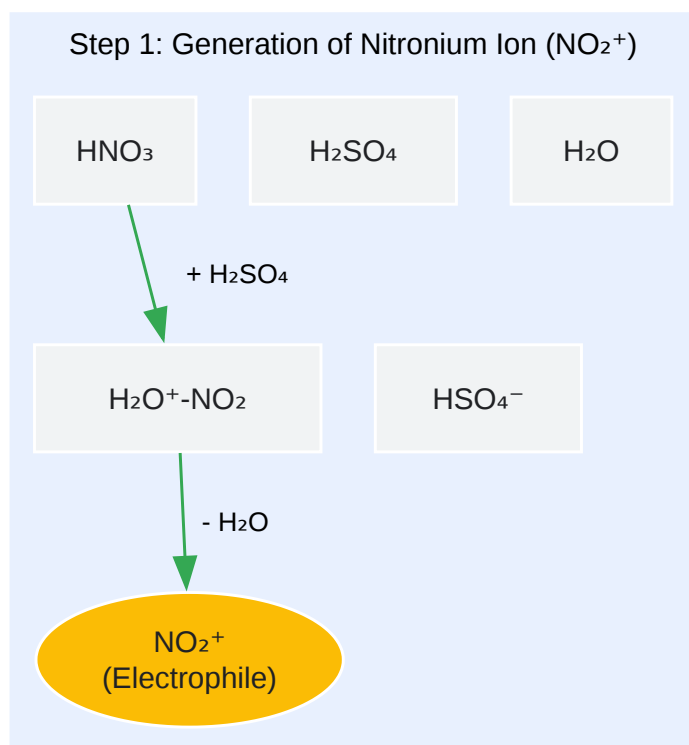 Step 1: Generation of Nitronium Ion (NO₂⁺)
HNO₃
H₂SO₄
H₂O
+ H₂SO₄
H₂O⁺-NO₂
HSO₄⁻
- H₂O
NO₂⁺
(Electrophile)